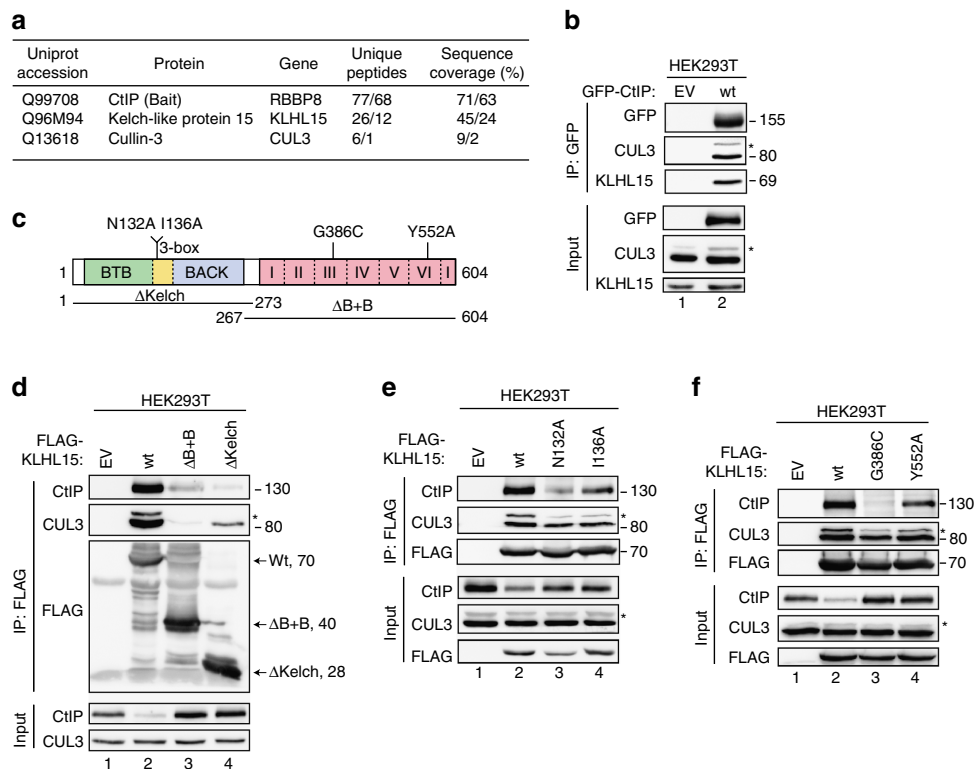 a
Uniprot accession Protein Gene Unique peptides Sequence coverage (%)
Q99708 CtIP (Bait) RBBP8 77/68 71/63
Q96M94 Kelch-like protein 15 KLHL15 26/12 45/24
Q13618 Cullin-3 CUL3 6/1 9/2
b
HEK293T
GFP-CtIP: EV wt
IP: GFP
GFP 155
CUL3 *
80
KLHL15 69
Input
GFP
CUL3 *
KLHL15
1 2
c
N132A I136A G386C Y552A
3-box
1 BTB BACK I II III IV V VI I 604
1 ΔKelch 273
267 ΔB+B 604
d
HEK293T
FLAG-KLHL15: EV wt ΔB+B ΔKelch
IP: FLAG
CtIP 130
CUL3 *
80
FLAG
Wt, 70
ΔB+B, 40
ΔKelch, 28
Input
CtIP
CUL3
1 2 3 4
e
HEK293T
FLAG-KLHL15: EV wt N132A I136A
IP: FLAG
CtIP 130
CUL3 *
80
FLAG 70
Input
CtIP
CUL3 *
FLAG
1 2 3 4
f
HEK293T
FLAG-KLHL15: EV wt G386C Y552A
IP: FLAG
CtIP 130
CUL3 *
80
FLAG 70
Input
CtIP
CUL3 *
FLAG
1 2 3 4